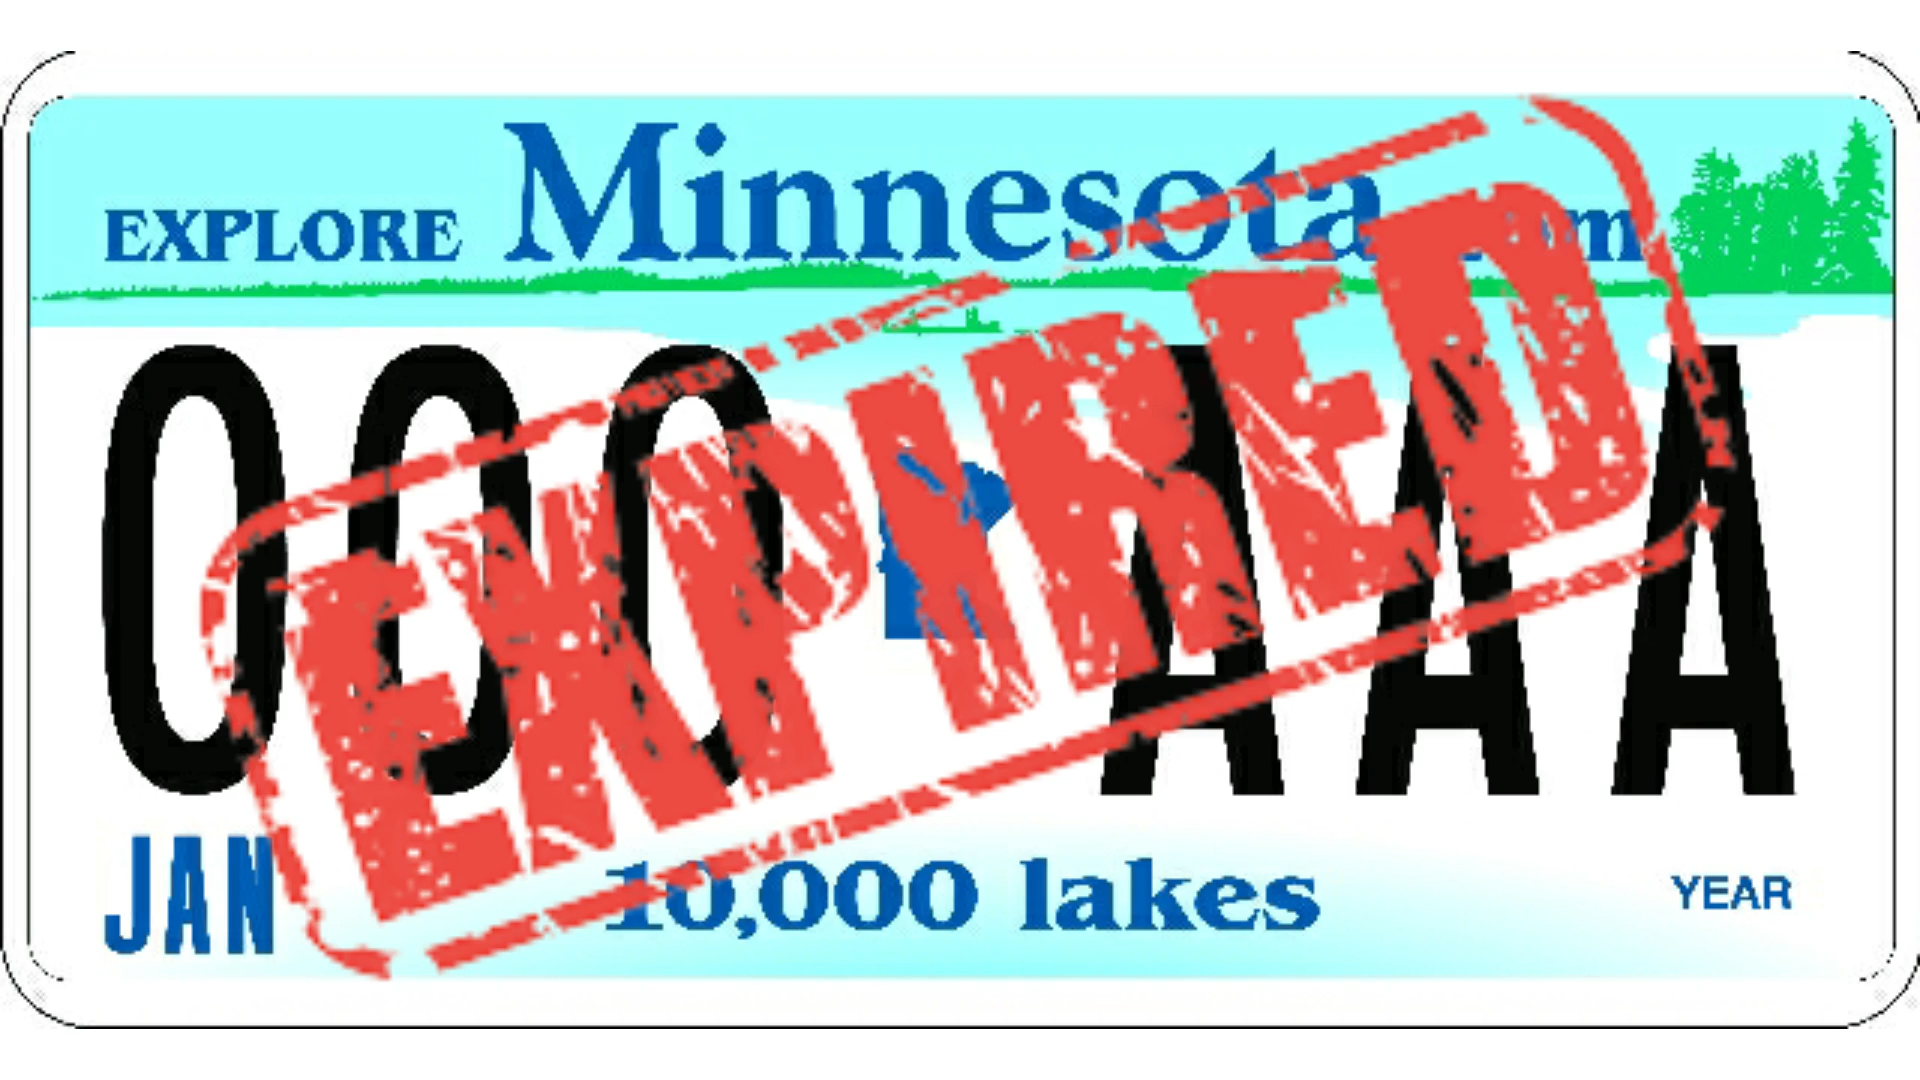 EXPLORE Minnesota m
000 AAA
EXPIRED
JAN 10,000 lakes YEAR